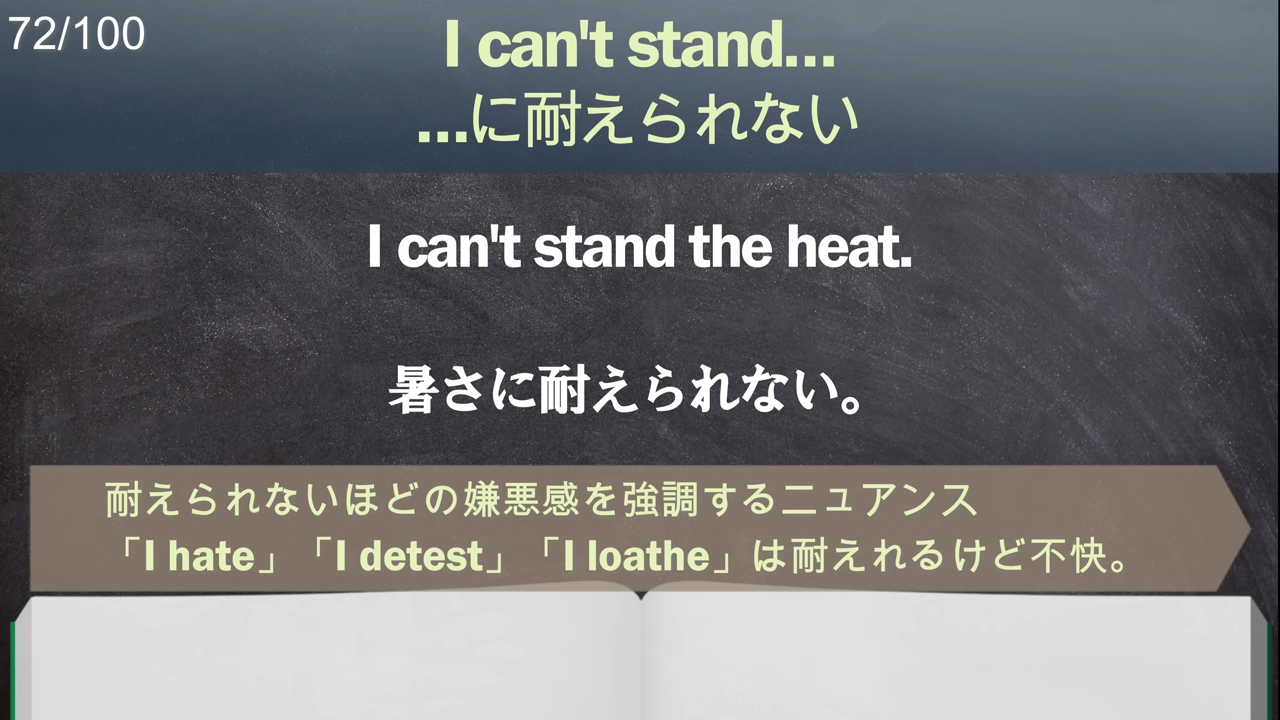 72/100
I can't stand...
...に耐えられない
I can't stand the heat.
暑さに耐えられない。
耐えられないほどの嫌悪感を強調するニュアンス
「I hate」「I detest」「I loathe」は耐えれるけど不快。